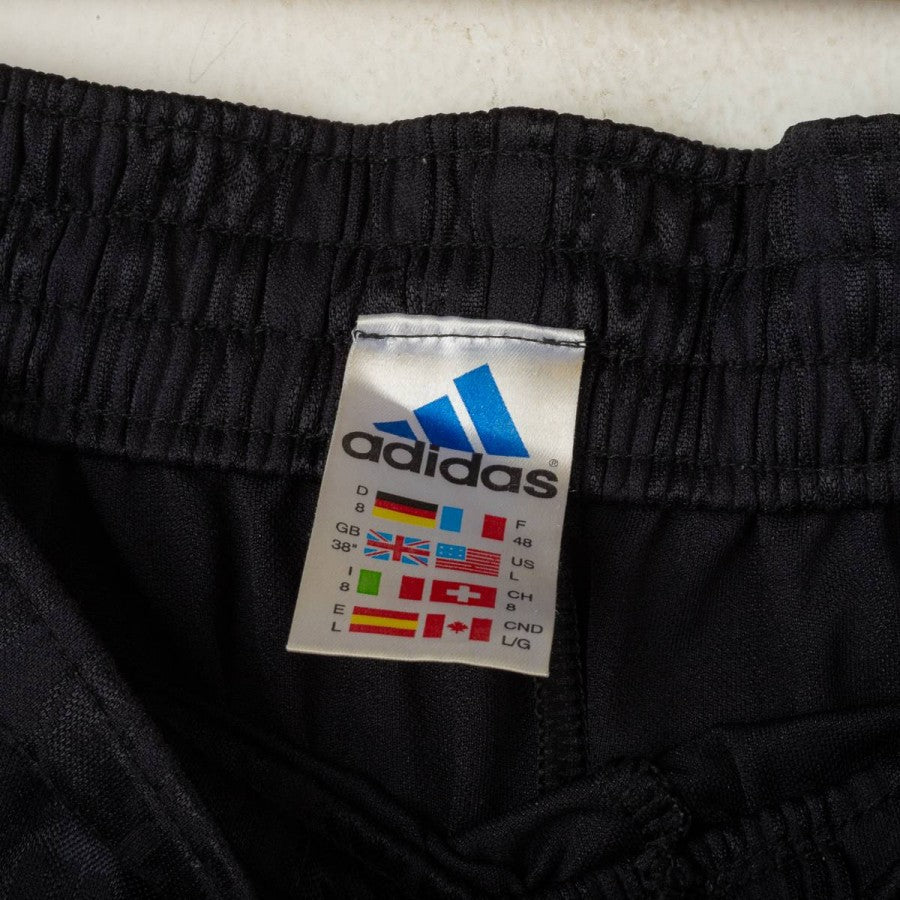 adidas®
D F
8 48
GB US
38" L
I CH
8 8
E CND
L L/G